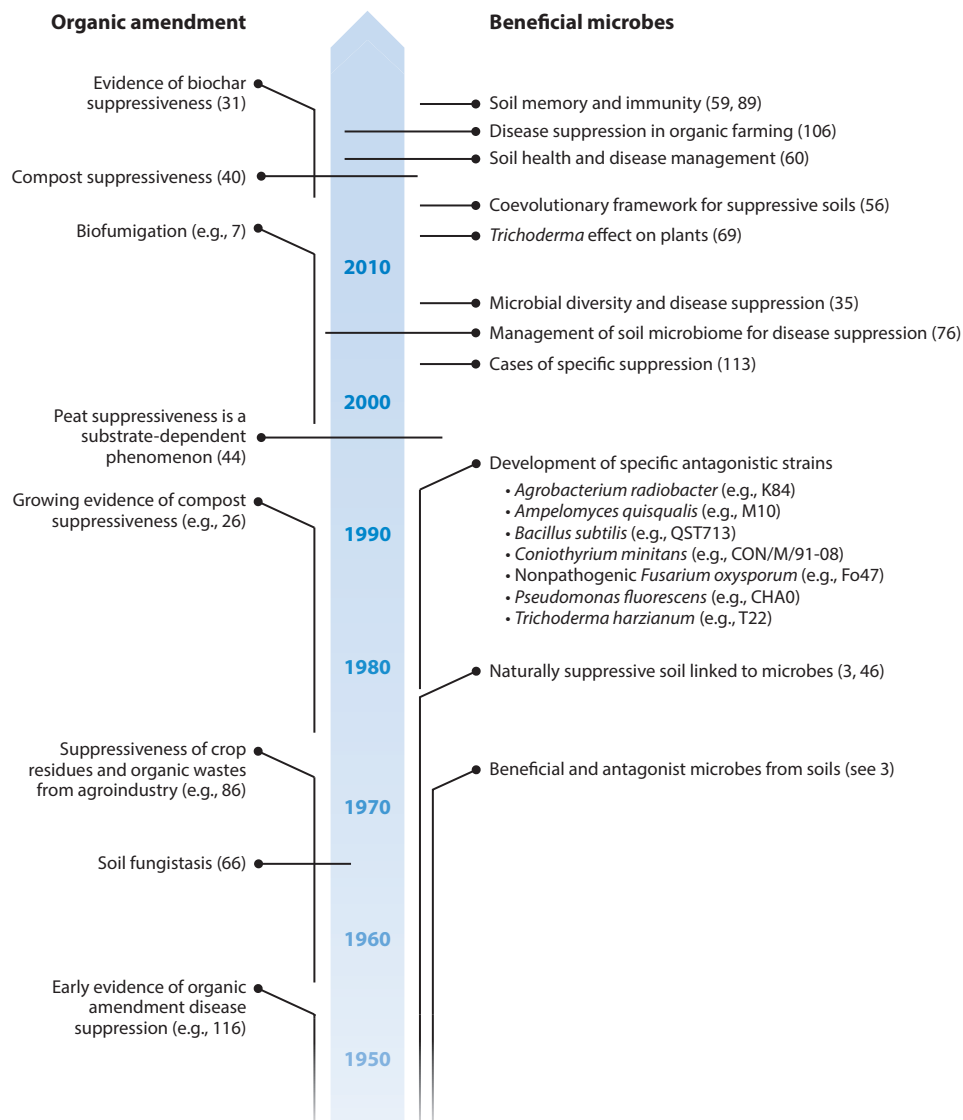 Organic amendment
Evidence of biochar
suppressiveness (31)
Compost suppressiveness (40)
Biofumigation (e.g., 7)
Peat suppressiveness is a
substrate-dependent
phenomenon (44)
Growing evidence of compost
suppressiveness (e.g., 26)
Suppressiveness of crop
residues and organic wastes
from agroindustry (e.g., 86)
Soil fungistasis (66)
Early evidence of organic
amendment disease
suppression (e.g., 116)
2010
2000
1990
1980
1970
1960
1950
Beneficial microbes
Soil memory and immunity (59, 89)
Disease suppression in organic farming (106)
Soil health and disease management (60)
Coevolutionary framework for suppressive soils (56)
Trichoderma effect on plants (69)
Microbial diversity and disease suppression (35)
Management of soil microbiome for disease suppression (76)
Cases of specific suppression (113)
Development of specific antagonistic strains
• Agrobacterium radiobacter (e.g., K84)
• Ampelomyces quisqualis (e.g., M10)
• Bacillus subtilis (e.g., QST713)
• Coniothyrium minitans (e.g., CON/M/91-08)
• Nonpathogenic Fusarium oxysporum (e.g., Fo47)
• Pseudomonas fluorescens (e.g., CHA0)
• Trichoderma harzianum (e.g., T22)
Naturally suppressive soil linked to microbes (3, 46)
Beneficial and antagonist microbes from soils (see 3)